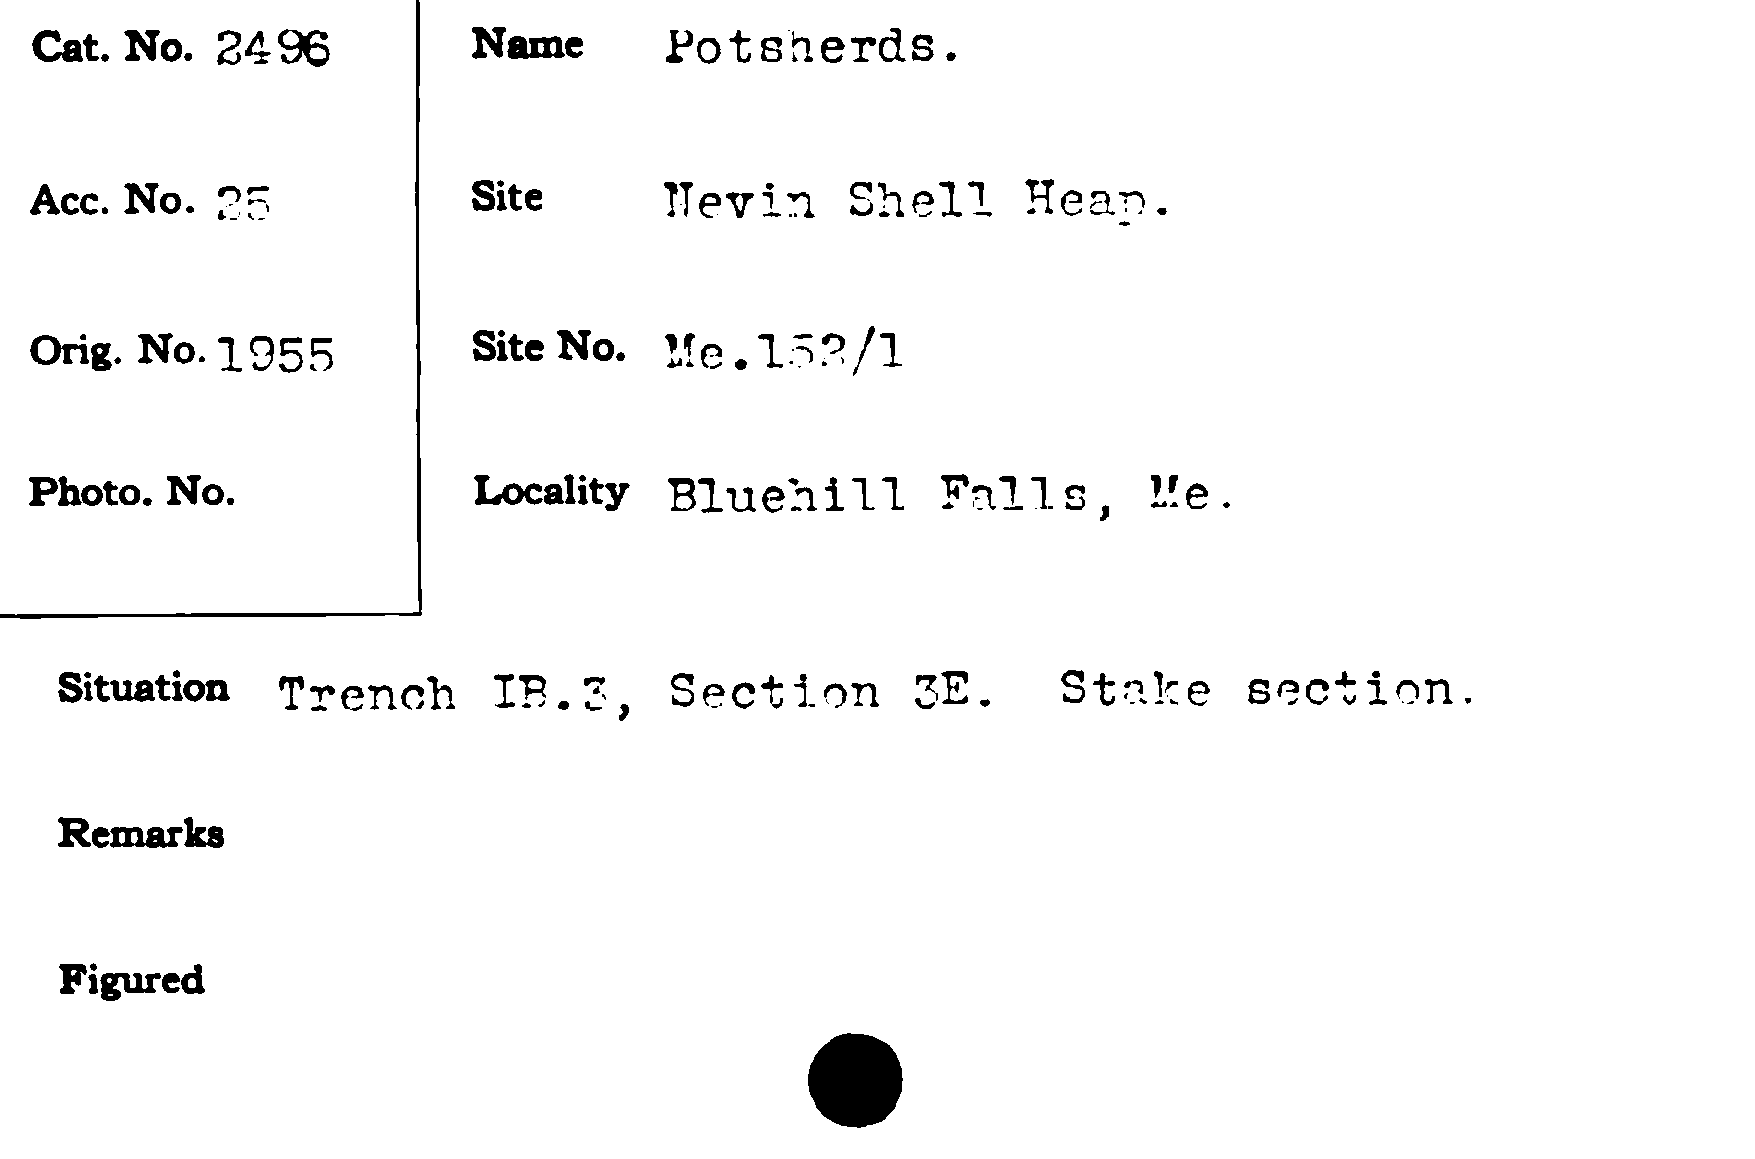 Cat. No. 2496
Name Potsherds.
Acc. No. 25
Site Nevin Shell Heap.
Orig. No. 1955
Site No. Me.152/1
Photo. No.
Locality Bluehill Falls, Me.
Situation Trench IB.3, Section 3E. Stake section.
Remarks
Figured